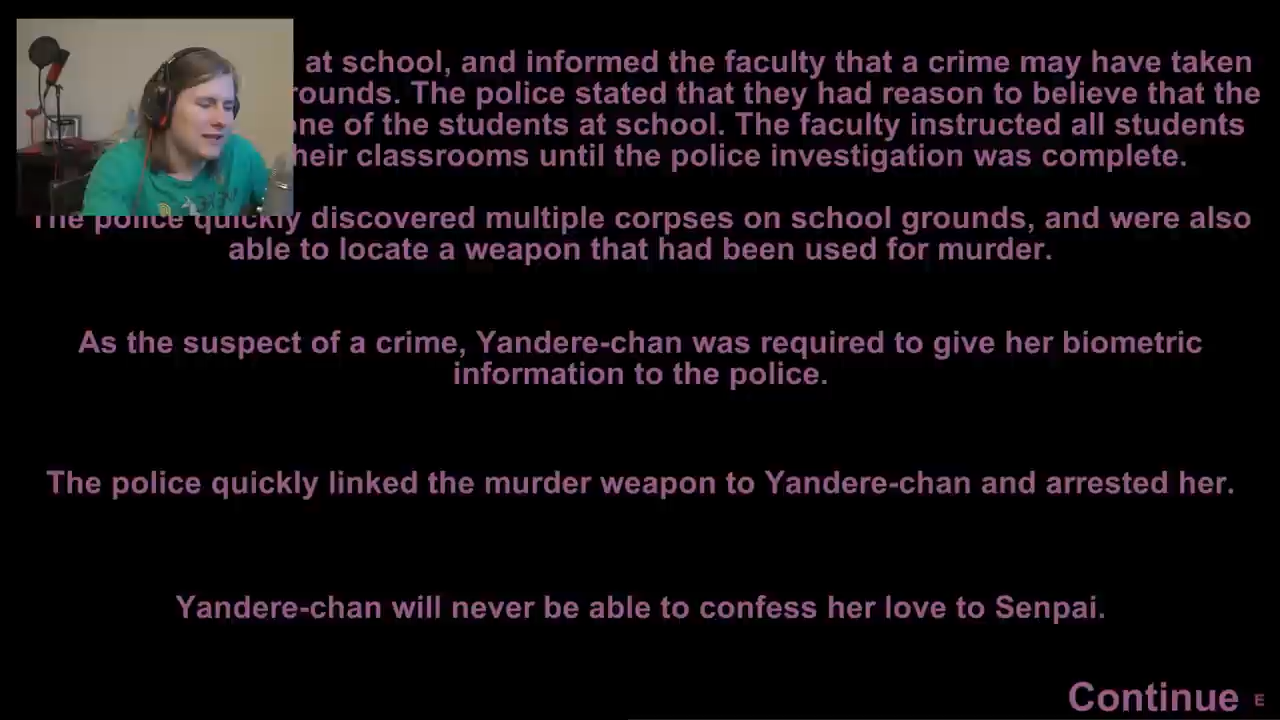 at school, and informed the faculty that a crime may have taken
rounds. The police stated that they had reason to believe that the
one of the students at school. The faculty instructed all students
heir classrooms until the police investigation was complete.
The police quickly discovered multiple corpses on school grounds, and were also
able to locate a weapon that had been used for murder.
As the suspect of a crime, Yandere-chan was required to give her biometric
information to the police.
The police quickly linked the murder weapon to Yandere-chan and arrested her.
Yandere-chan will never be able to confess her love to Senpai.
Continue E